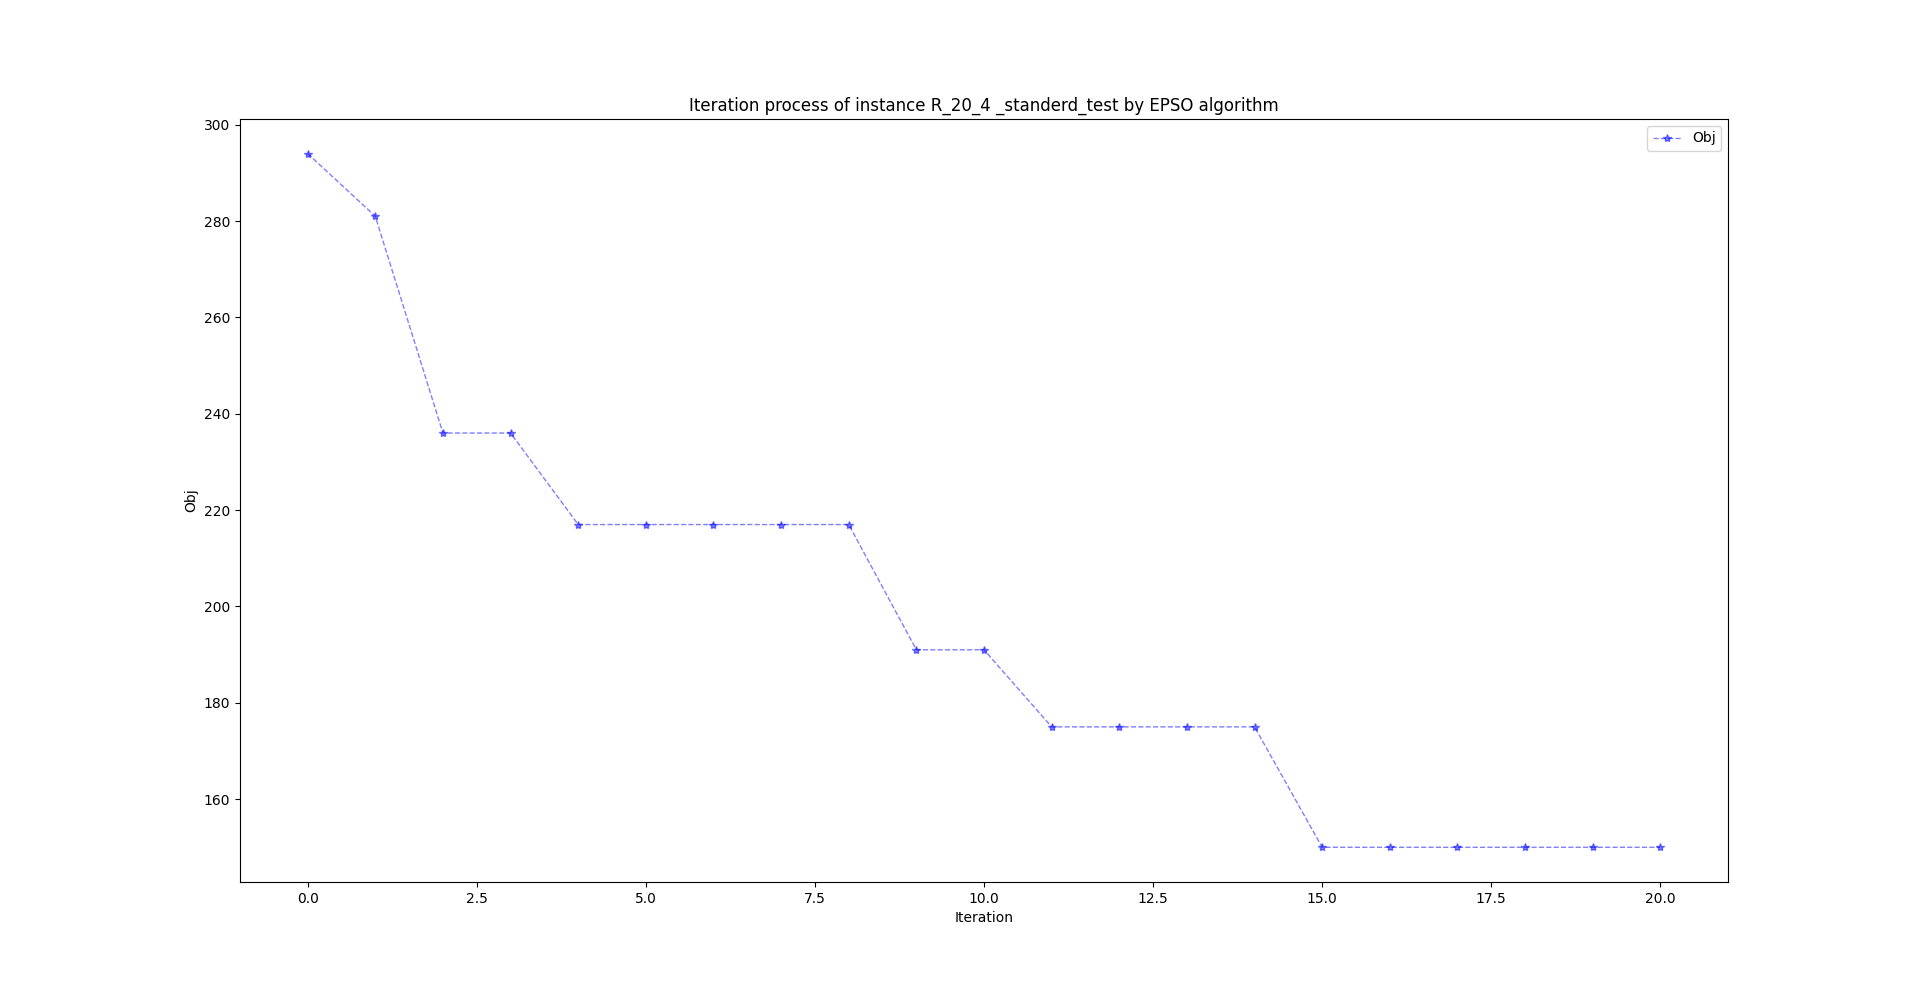 Iteration process of instance R_20_4 _standerd_test by EPSO algorithm
Obj
300
280
260
240
220
200
180
160
Obj
0.0 2.5 5.0 7.5 10.0 12.5 15.0 17.5 20.0
Iteration